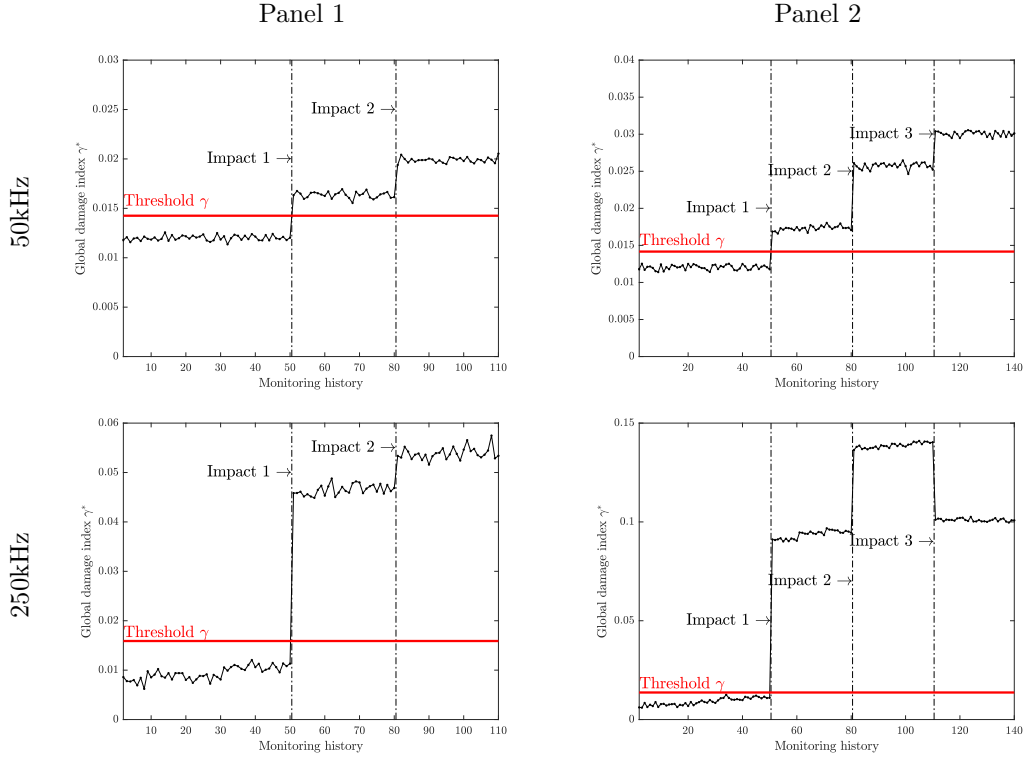 Panel 1
Panel 2
50kHz
0.03
0.025
0.02
0.015
0.01
0.005
0
Global damage index γ*
Impact 2 →
Impact 1 →
Threshold γ
10 20 30 40 50 60 70 80 90 100 110
Monitoring history
0.04
0.035
0.03
0.025
0.02
0.015
0.01
0.005
0
Global damage index γ*
Impact 3 →
Impact 2 →
Impact 1 →
Threshold γ
20 40 60 80 100 120 140
Monitoring history
250kHz
0.06
0.05
0.04
0.03
0.02
0.01
0
Global damage index γ*
Impact 2 →
Impact 1 →
Threshold γ
10 20 30 40 50 60 70 80 90 100 110
Monitoring history
0.15
0.1
0.05
0
Global damage index γ*
Impact 3 →
Impact 2 →
Impact 1 →
Threshold γ
20 40 60 80 100 120 140
Monitoring history